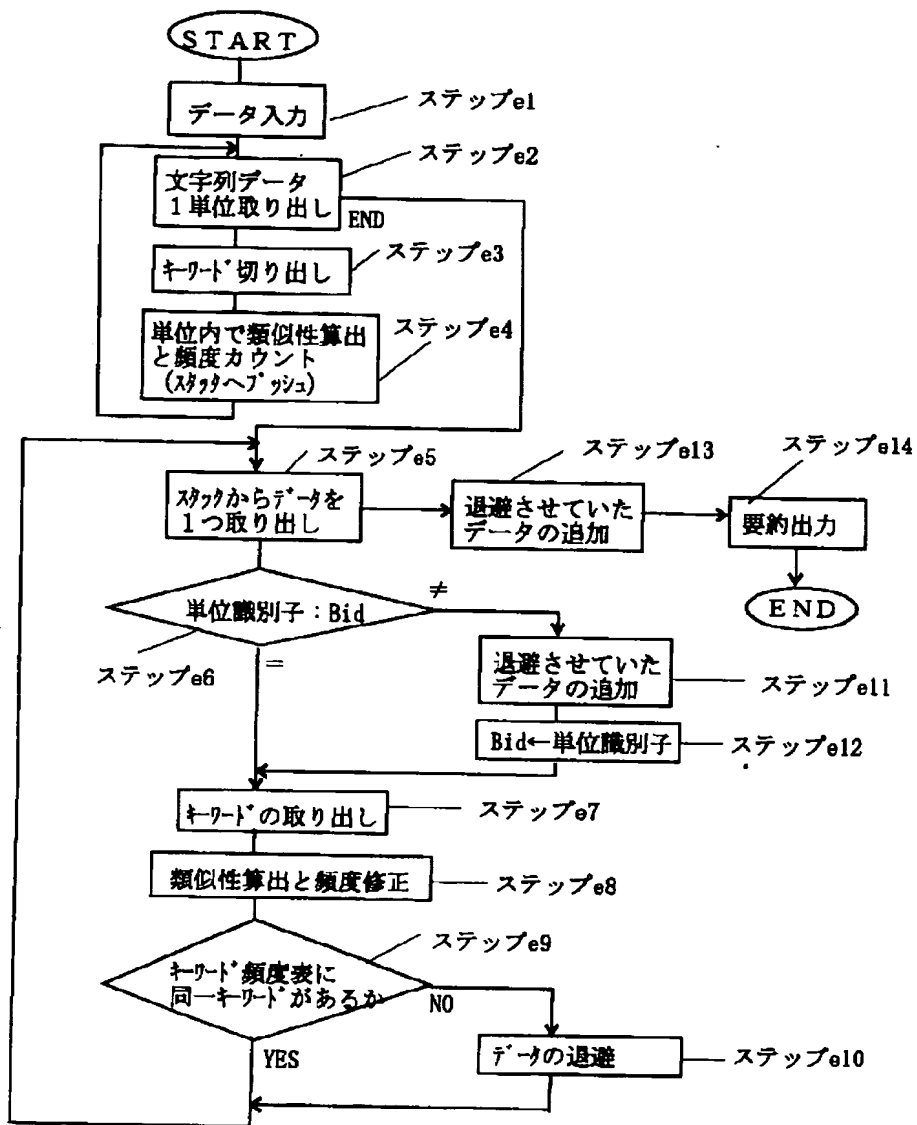 START
データ入力
ステップe1
文字列データ
1単位取り出し
ステップe2
END
キーワード切り出し
ステップe3
単位内で類似性算出
と頻度カウント
(スタックへプッシュ)
ステップe4
スタックからデータを
1つ取り出し
ステップe5
退避させていた
データの追加
ステップe13
要約出力
ステップe14
END
単位識別子:Bid
≠
=
ステップe6
退避させていた
データの追加
ステップe11
Bid←単位識別子
ステップe12
キーワードの取り出し
ステップe7
類似性算出と頻度修正
ステップe8
キーワード頻度表に
同一キーワードがあるか
ステップe9
NO
YES
データの退避
ステップe10